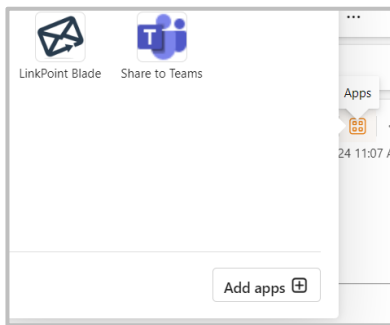 ...
LinkPoint Blade
Share to Teams
Apps
24 11:07 A
Add apps